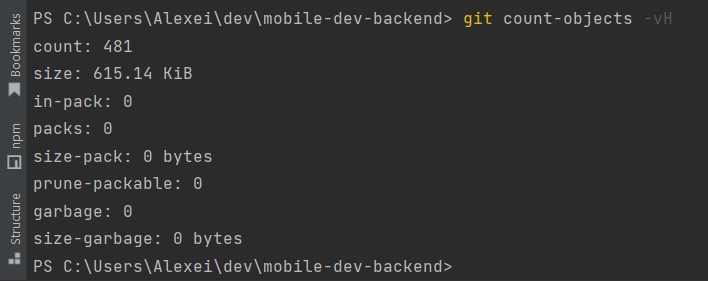 Bookmarks
npm
Structure
PS C:\Users\Alexei\dev\mobile-dev-backend> git count-objects -vH
count: 481
size: 615.14 KiB
in-pack: 0
packs: 0
size-pack: 0 bytes
prune-packable: 0
garbage: 0
size-garbage: 0 bytes
PS C:\Users\Alexei\dev\mobile-dev-backend>